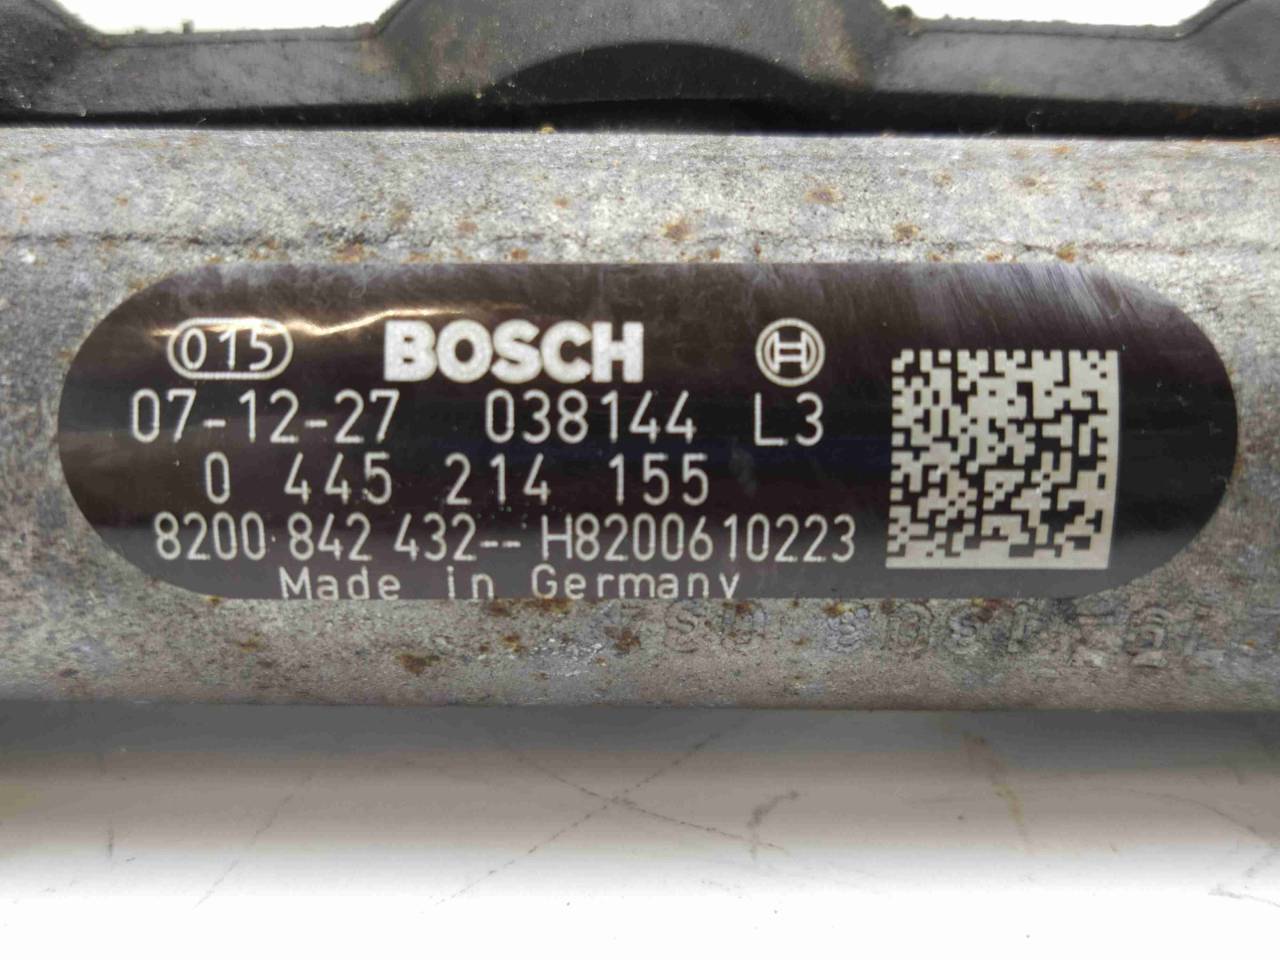 015 BOSCH
07-12-27 038144 L3
0 445 214 155
8200 842 432-- H8200610223
Made in Germany